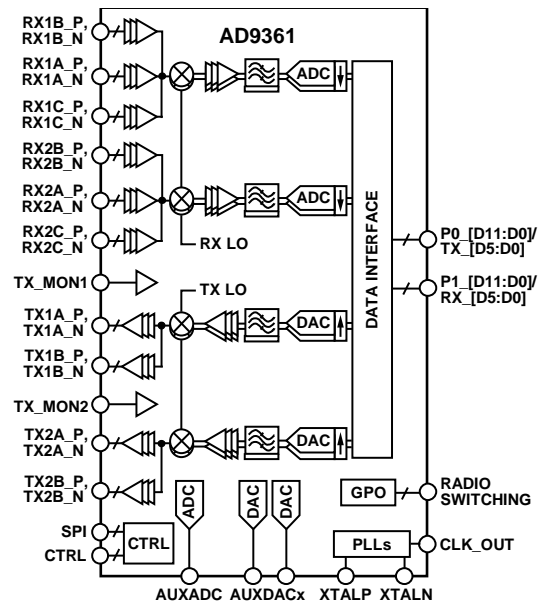 AD9361
RX1B_P,
RX1B_N
RX1A_P,
RX1A_N
RX1C_P,
RX1C_N
RX2B_P,
RX2B_N
RX2A_P,
RX2A_N
RX2C_P,
RX2C_N
TX_MON1
TX1A_P,
TX1A_N
TX1B_P,
TX1B_N
TX_MON2
TX2A_P,
TX2A_N
TX2B_P,
TX2B_N
SPI
CTRL
CTRL
ADC
ADC
RX LO
TX LO
DAC
DAC
DATA INTERFACE
P0_[D11:D0]/
TX_[D5:D0]
P1_[D11:D0]/
RX_[D5:D0]
GPO
RADIO
SWITCHING
ADC
DAC
DAC
PLLs
CLK_OUT
AUXADC
AUXDACx
XTALP
XTALN